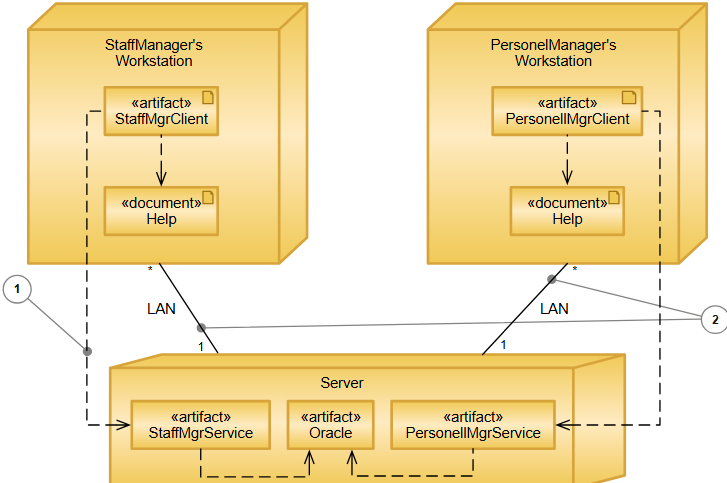 StaffManager's
Workstation
«artifact»
StaffMgrClient
«document»
Help
PersonelManager's
Workstation
«artifact»
PersonellMgrClient
«document»
Help
1
*
LAN
1
*
LAN
1
2
Server
«artifact»
StaffMgrService
«artifact»
Oracle
«artifact»
PersonellMgrService